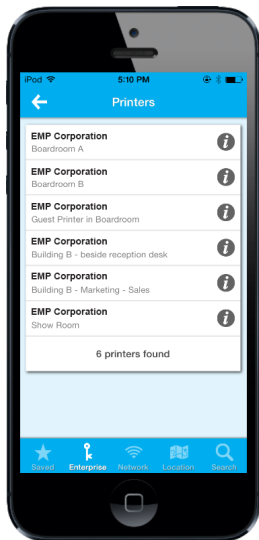 iPod 5:10 PM
Printers
EMP Corporation
Boardroom A
EMP Corporation
Boardroom B
EMP Corporation
Guest Printer in Boardroom
EMP Corporation
Building B - beside reception desk
EMP Corporation
Building B - Marketing - Sales
EMP Corporation
Show Room
6 printers found
Saved Enterprise Network Location Search